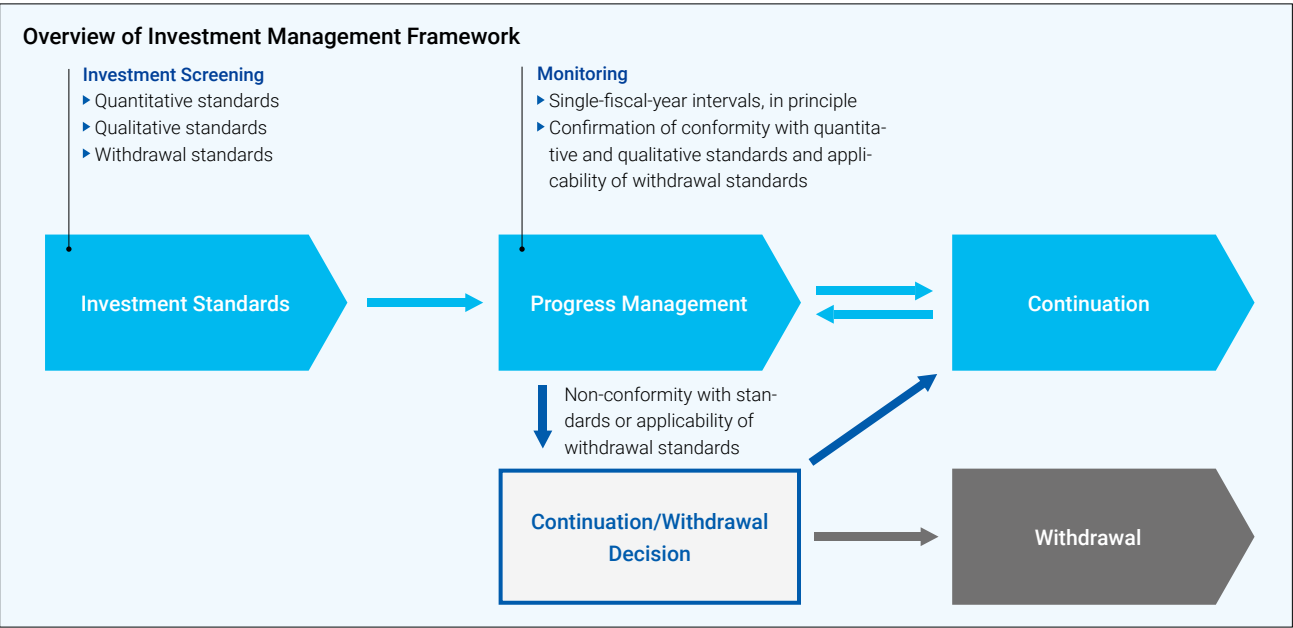 Overview of Investment Management Framework
Investment Screening
Quantitative standards
Qualitative standards
Withdrawal standards
Monitoring
Single-fiscal-year intervals, in principle
Confirmation of conformity with quantita-
tive and qualitative standards and appli-
cability of withdrawal standards
Investment Standards
Progress Management
Continuation
Non-conformity with stan-
dards or applicability of
withdrawal standards
Continuation/Withdrawal
Decision
Withdrawal